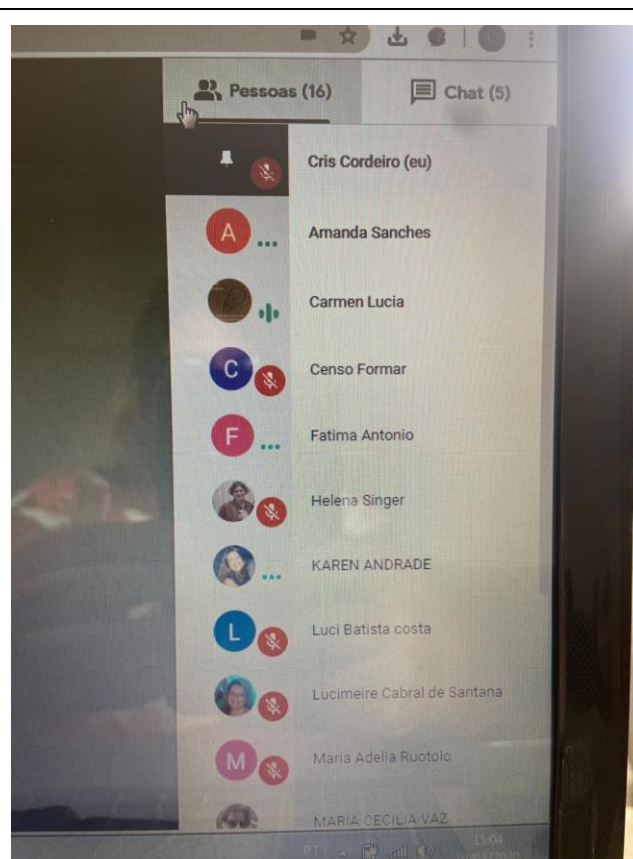 Pessoas (16)
Chat (5)
Cris Cordeiro (eu)
A
Amanda Sanches
Carmen Lucia
C
Censo Formar
F
Fatima Antonio
Helena Singer
KAREN ANDRADE
L
Luci Batista costa
Lucimeire Cabral de Santana
M
Maria Adelia Ruotolo
MARIA CECILIA VAZ
PT
15:04